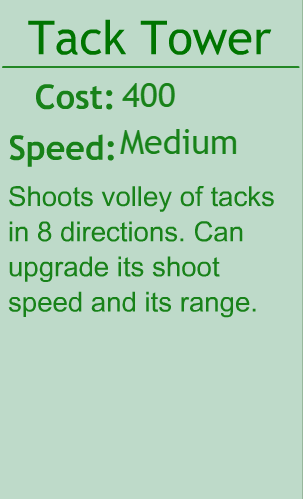 Tack Tower
Cost: 400
Speed: Medium
Shoots volley of tacks
in 8 directions. Can
upgrade its shoot
speed and its range.